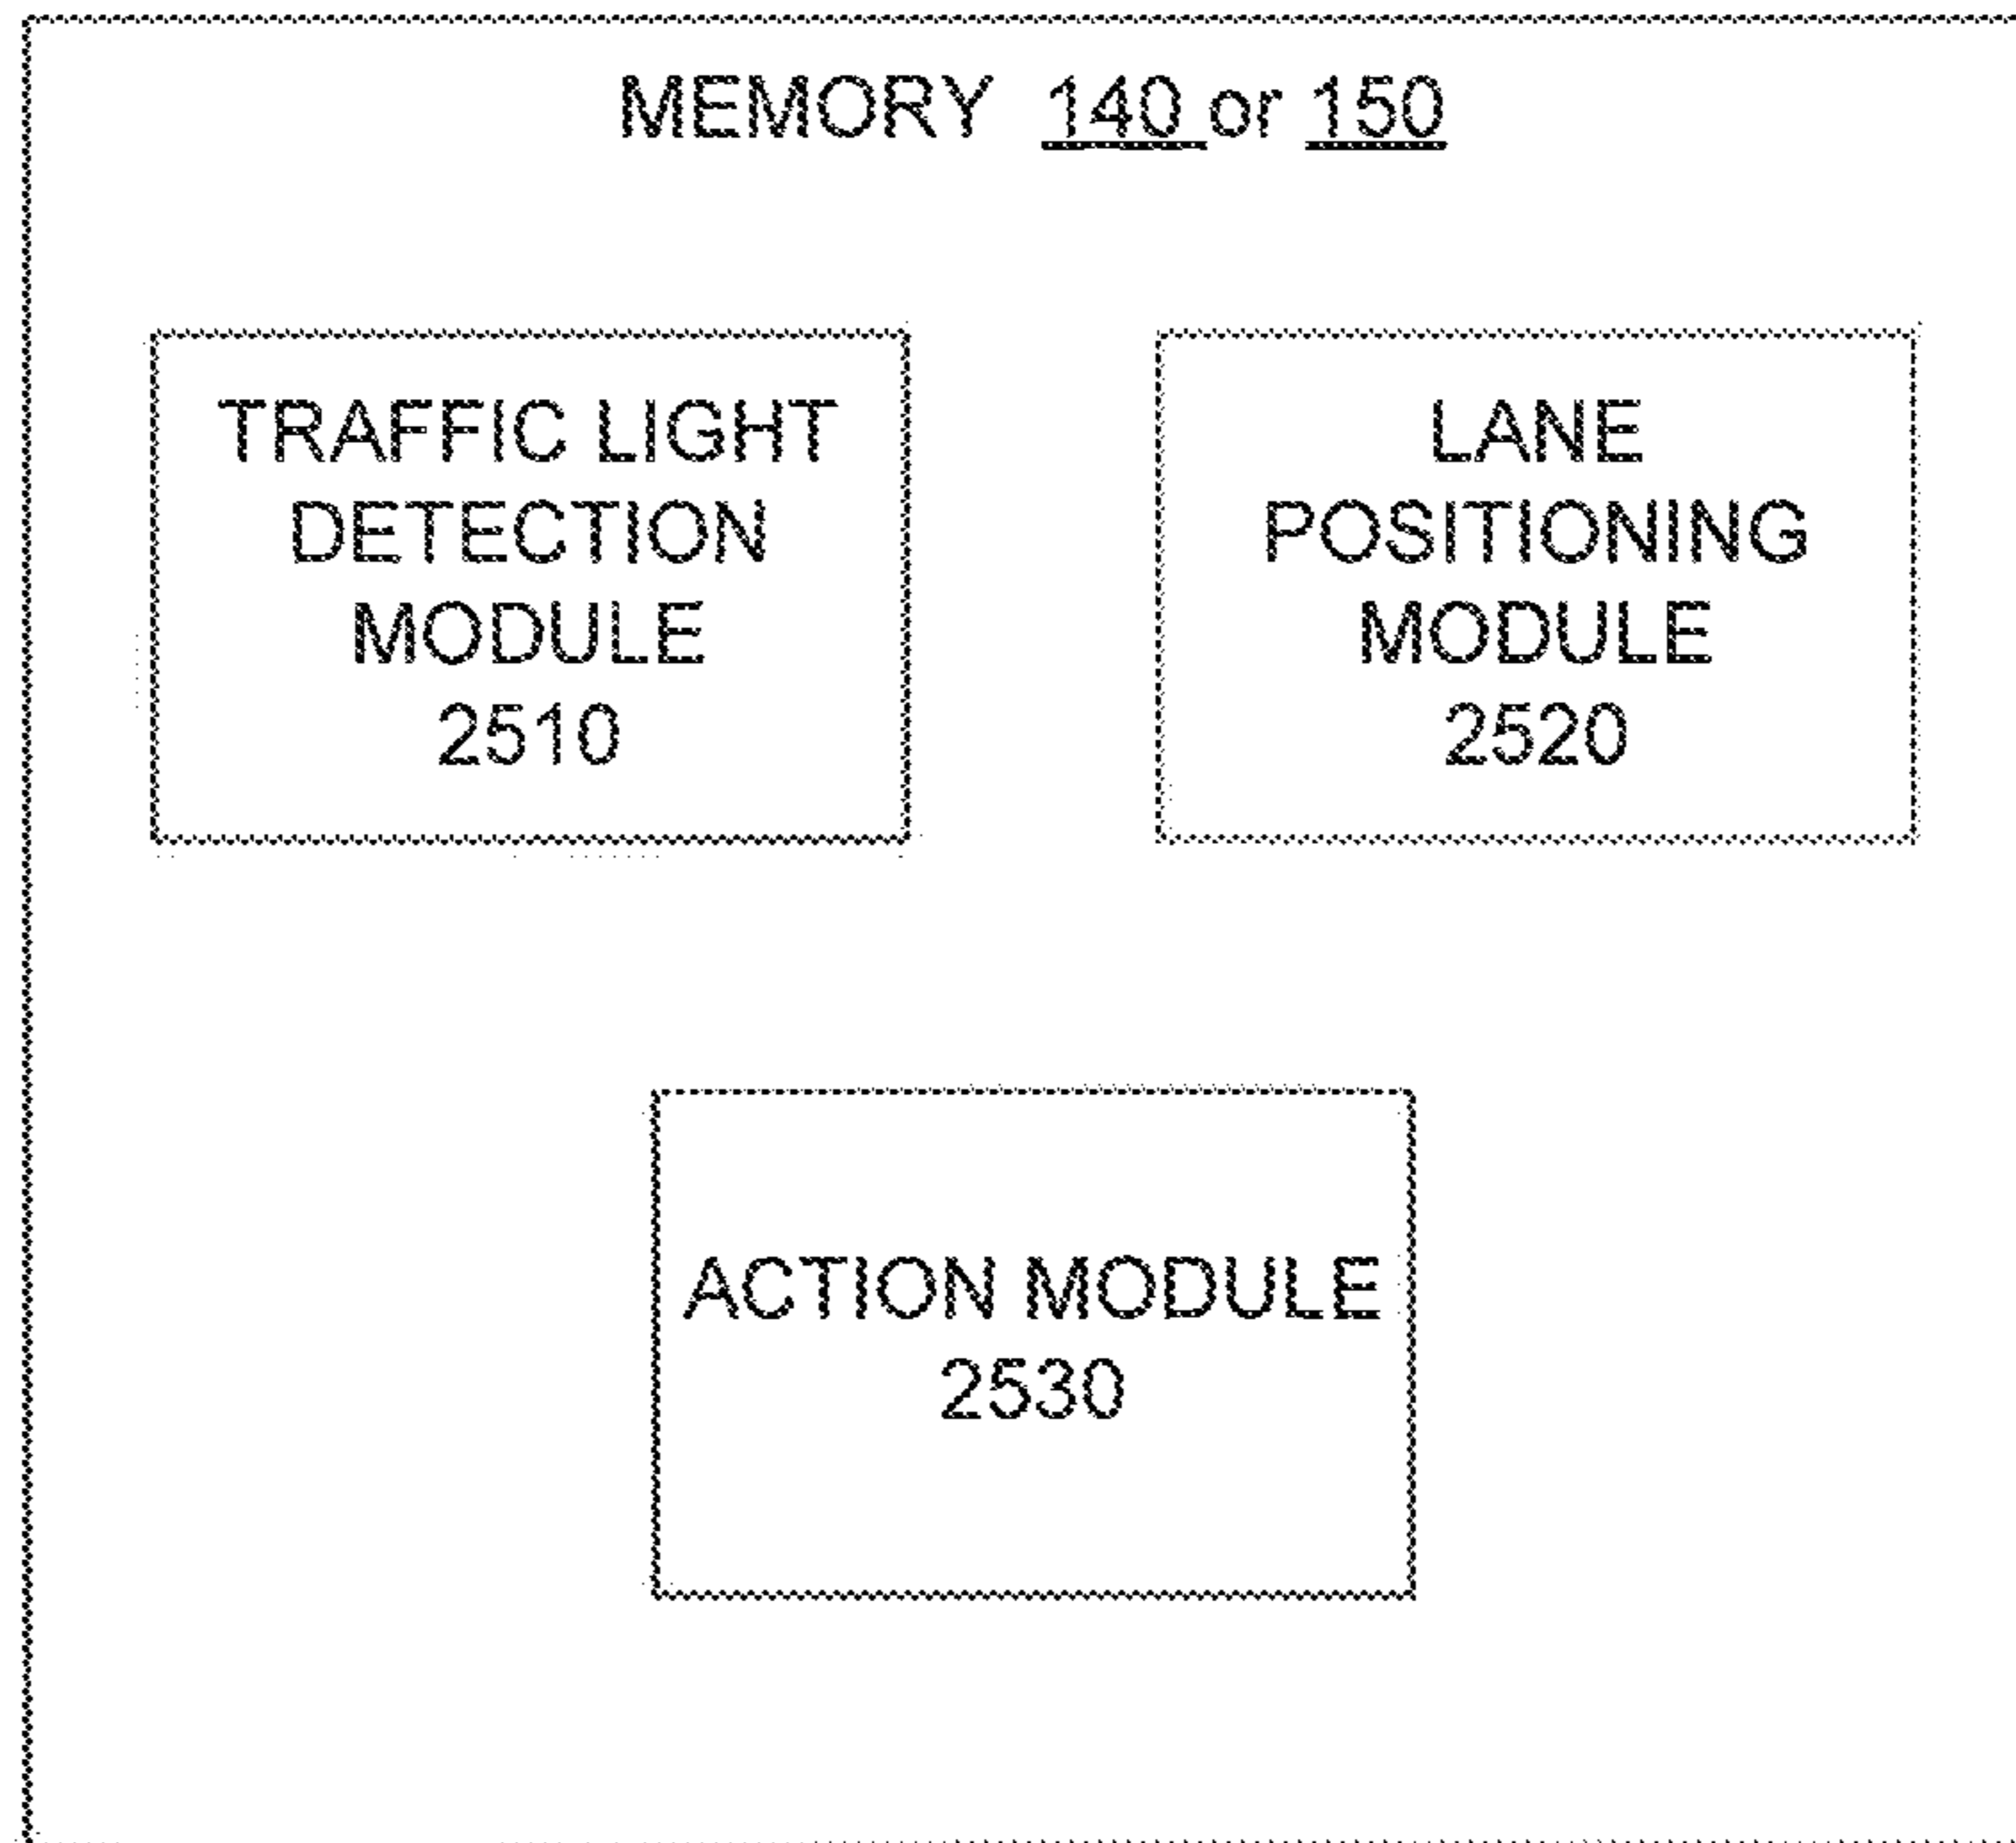 MEMORY 140 or 150
TRAFFIC LIGHT
DETECTION
MODULE
2510
LANE
POSITIONING
MODULE
2520
ACTION MODULE
2530